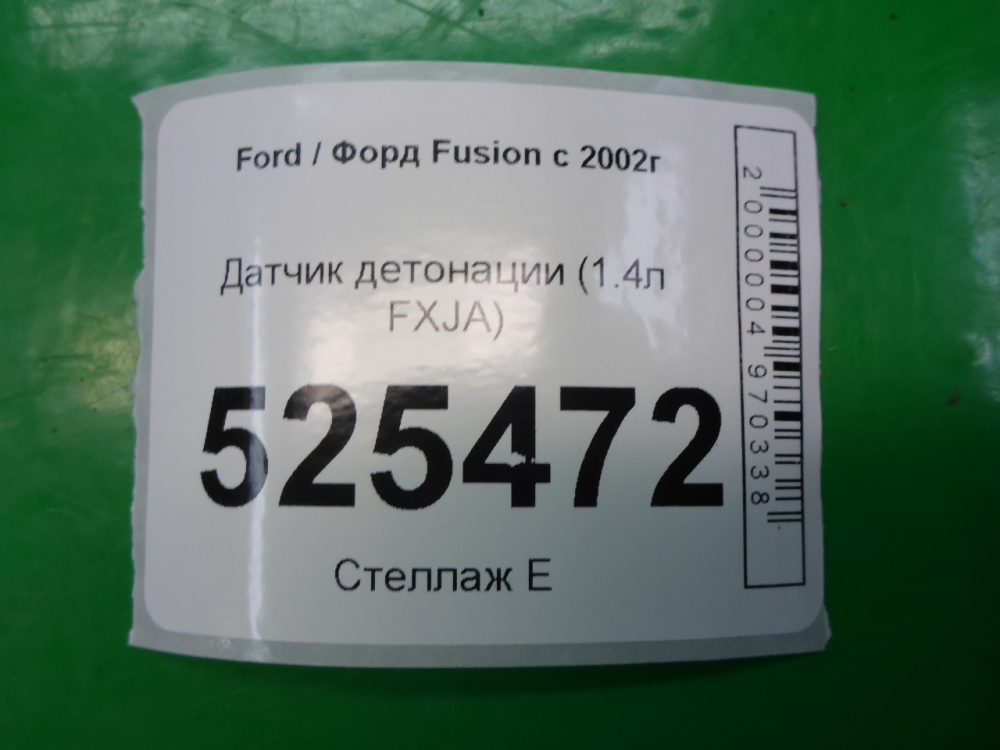 Ford / Форд Fusion с 2002г
Датчик детонации (1.4л
FXJA)
525472
Стеллаж Е
2000004970338